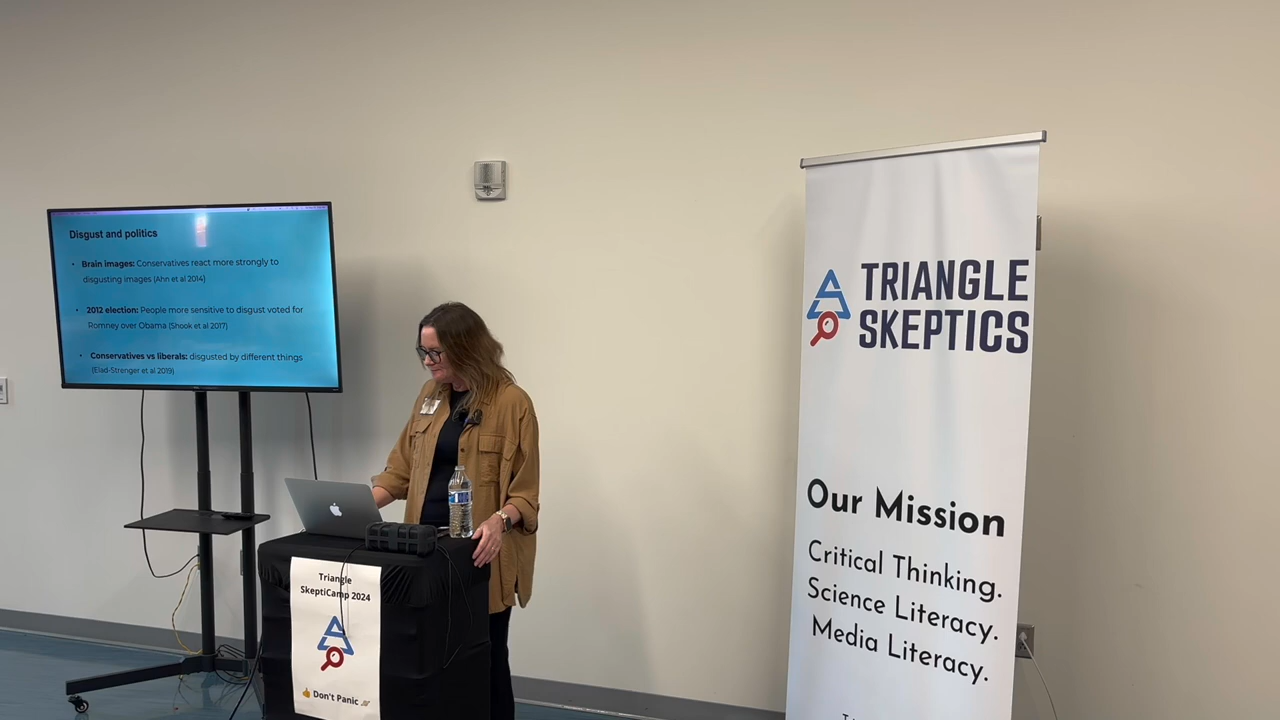 Disgust and politics
• Brain images: Conservatives react more strongly to
disgusting images (Ahn et al 2014)
• 2012 election: People more sensitive to disgust voted for
Romney over Obama (Shook et al 2017)
• Conservatives vs liberals: disgusted by different things
(Elad-Strenger et al 2019)
Triangle
SkeptiCamp 2024
👍 Don't Panic 🪐
TRIANGLE
SKEPTICS
Our Mission
Critical Thinking.
Science Literacy.
Media Literacy.